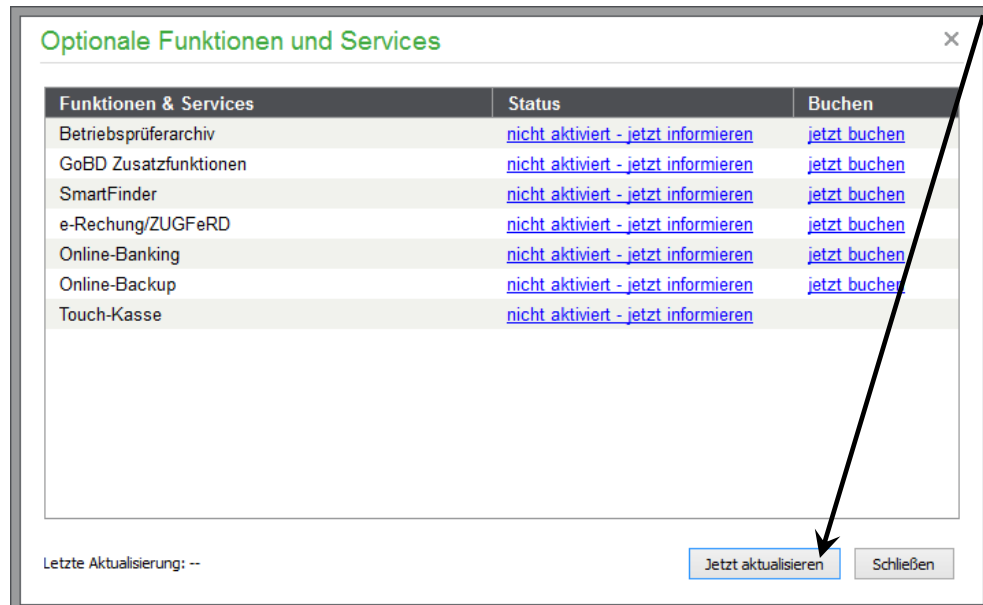 Optionale Funktionen und Services
Funktionen & Services Status Buchen
Betriebsprüferarchiv nicht aktiviert - jetzt informieren jetzt buchen
GoBD Zusatzfunktionen nicht aktiviert - jetzt informieren jetzt buchen
SmartFinder nicht aktiviert - jetzt informieren jetzt buchen
e-Rechung/ZUGFeRD nicht aktiviert - jetzt informieren jetzt buchen
Online-Banking nicht aktiviert - jetzt informieren jetzt buchen
Online-Backup nicht aktiviert - jetzt informieren jetzt buchen
Touch-Kasse nicht aktiviert - jetzt informieren
Letzte Aktualisierung: -- Jetzt aktualisieren Schließen